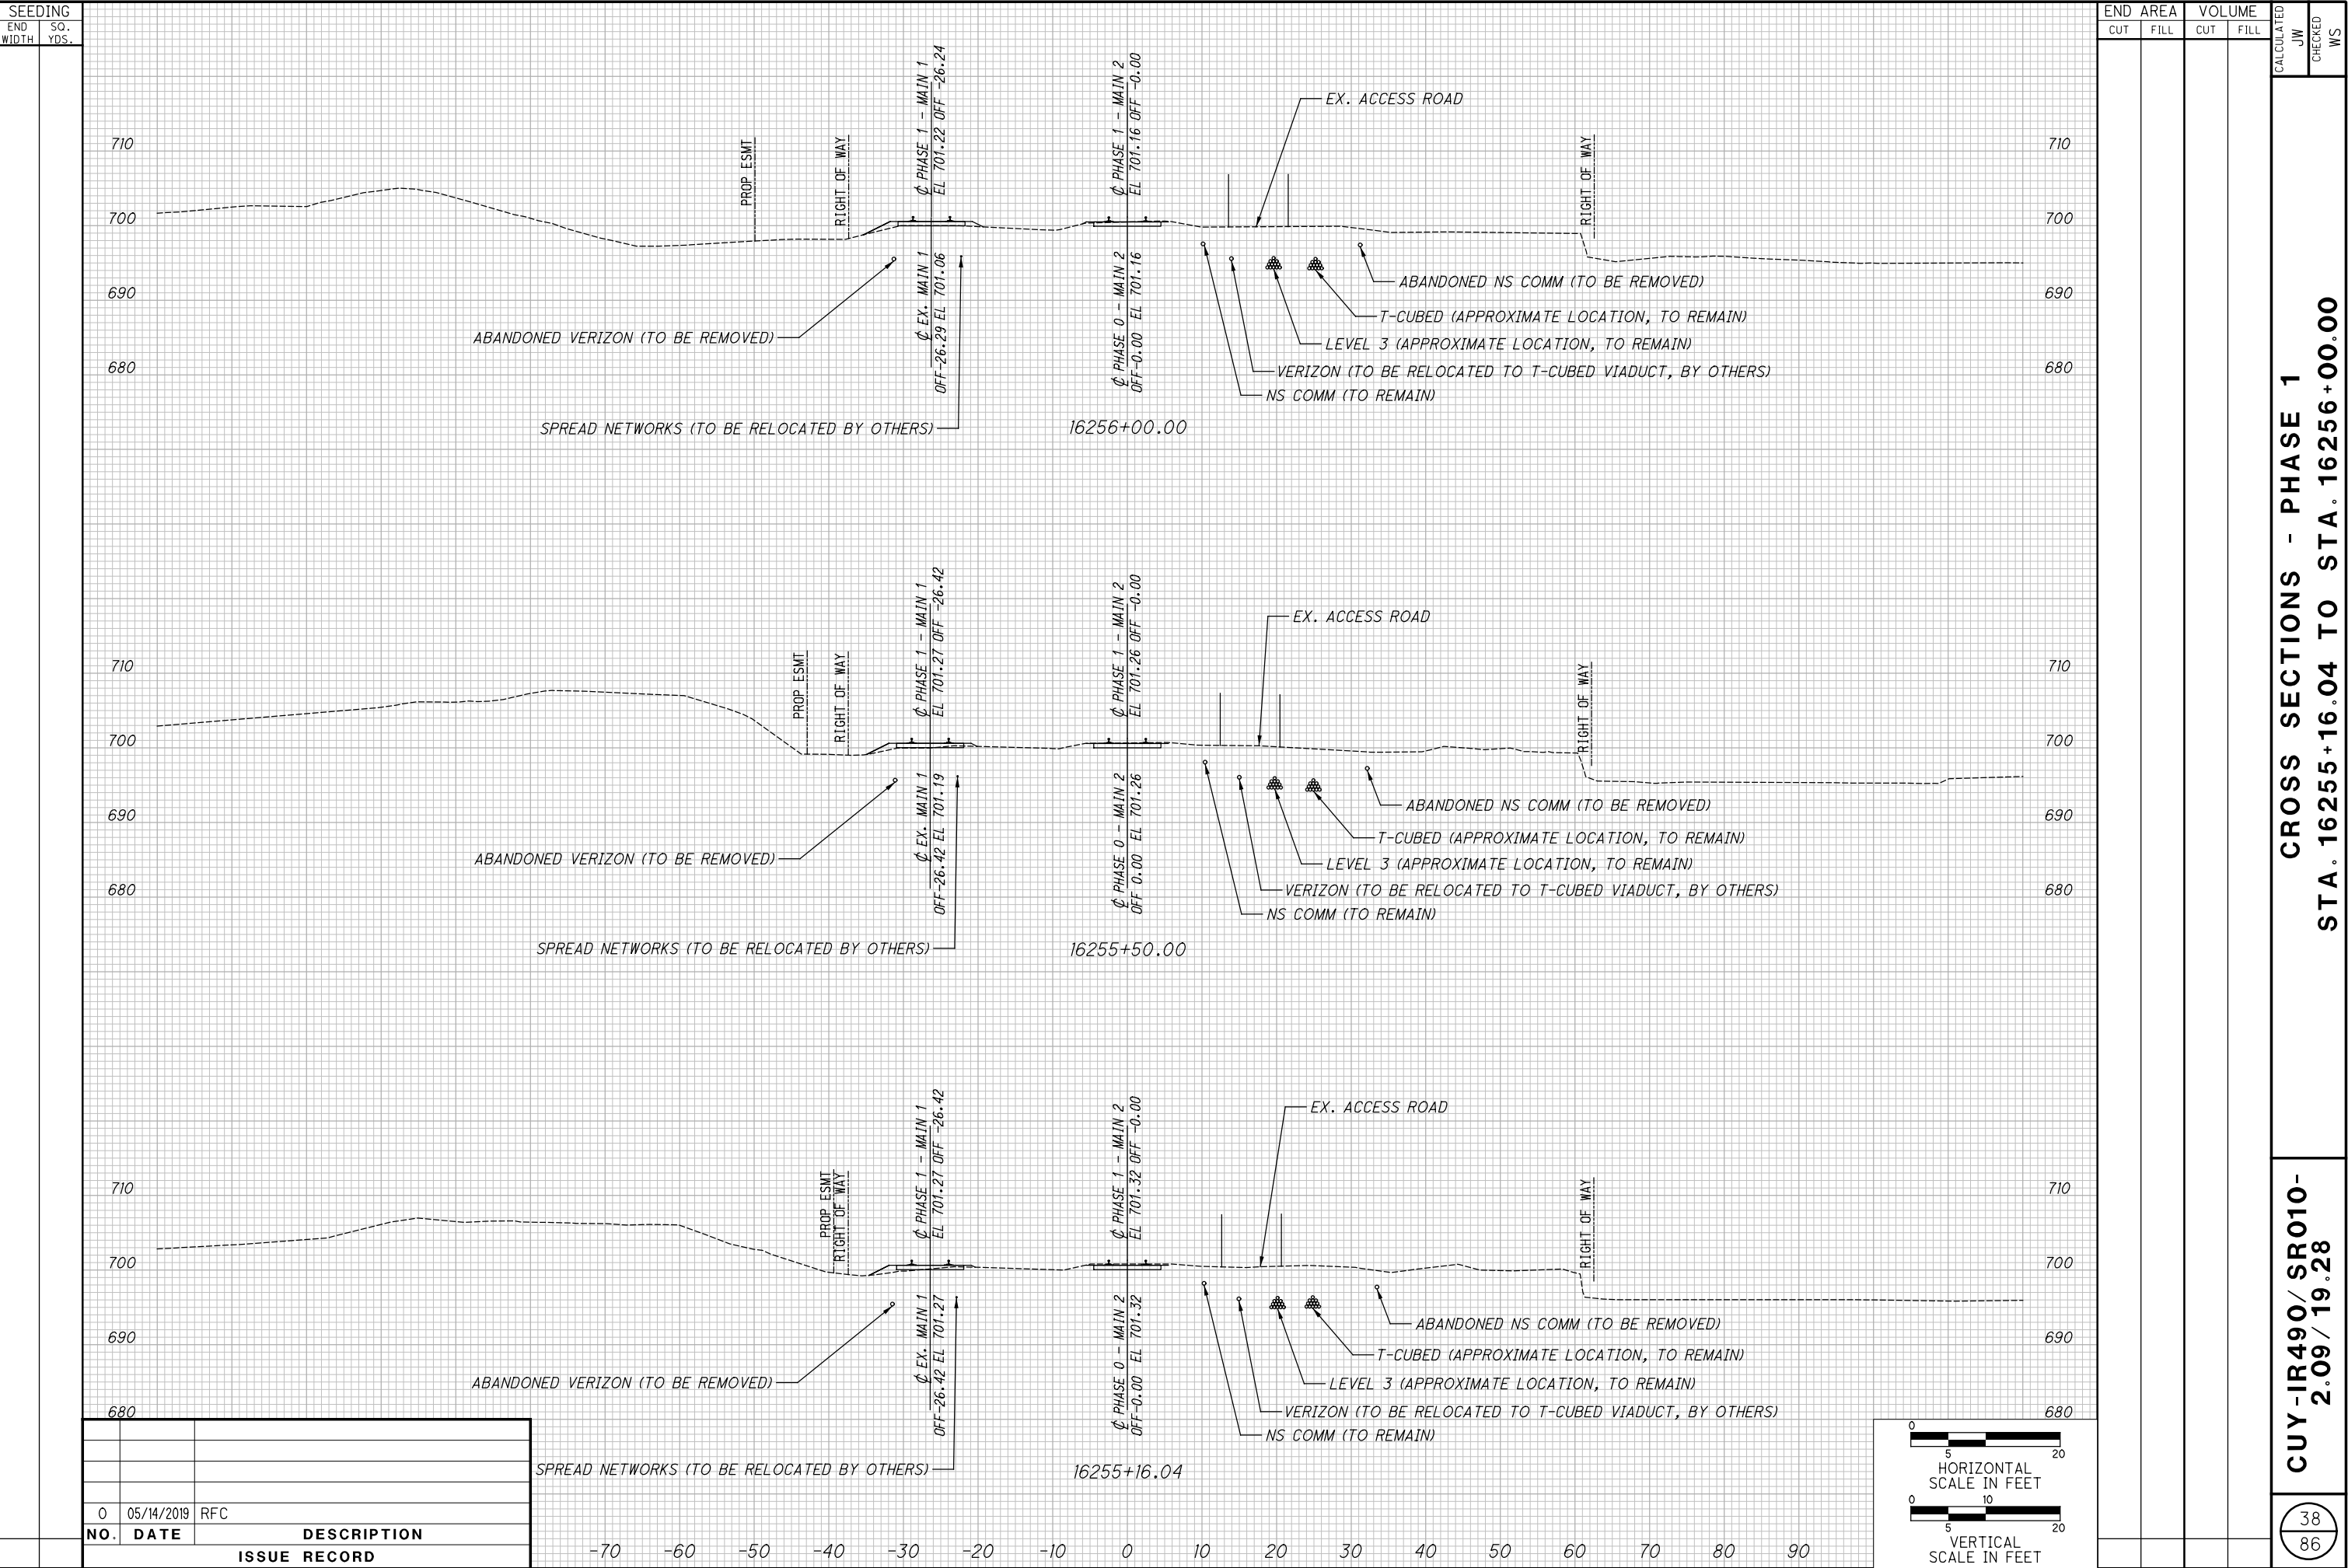 SEEDING
END WIDTH
SQ. YDS.
END AREA
VOLUME
CUT
FILL
CUT
FILL
CALCULATED
JW
CHECKED
WS
₵ PHASE 1 - MAIN 1
EL 701.22 OFF -26.24
₵ PHASE 1 - MAIN 2
EL 701.16 OFF -0.00
EX. ACCESS ROAD
PROP ESMT
RIGHT OF WAY
RIGHT OF WAY
710
710
700
700
690
690
680
680
₵ EX. MAIN 1
OFF-26.29 EL 701.06
₵ PHASE 0 - MAIN 2
OFF-0.00 EL 701.16
ABANDONED NS COMM (TO BE REMOVED)
T-CUBED (APPROXIMATE LOCATION, TO REMAIN)
ABANDONED VERIZON (TO BE REMOVED)
LEVEL 3 (APPROXIMATE LOCATION, TO REMAIN)
VERIZON (TO BE RELOCATED TO T-CUBED VIADUCT, BY OTHERS)
NS COMM (TO REMAIN)
SPREAD NETWORKS (TO BE RELOCATED BY OTHERS)
16256+00.00
₵ PHASE 1 - MAIN 1
EL 701.27 OFF -26.42
₵ PHASE 1 - MAIN 2
EL 701.26 OFF -0.00
EX. ACCESS ROAD
PROP ESMT
RIGHT OF WAY
RIGHT OF WAY
710
710
700
700
690
690
680
680
₵ EX. MAIN 1
OFF-26.42 EL 701.19
₵ PHASE 0 - MAIN 2
OFF 0.00 EL 701.26
ABANDONED NS COMM (TO BE REMOVED)
T-CUBED (APPROXIMATE LOCATION, TO REMAIN)
ABANDONED VERIZON (TO BE REMOVED)
LEVEL 3 (APPROXIMATE LOCATION, TO REMAIN)
VERIZON (TO BE RELOCATED TO T-CUBED VIADUCT, BY OTHERS)
NS COMM (TO REMAIN)
SPREAD NETWORKS (TO BE RELOCATED BY OTHERS)
16255+50.00
₵ PHASE 1 - MAIN 1
EL 701.27 OFF -26.42
₵ PHASE 1 - MAIN 2
EL 701.32 OFF -0.00
EX. ACCESS ROAD
PROP ESMT
RIGHT OF WAY
RIGHT OF WAY
710
710
700
700
690
690
680
680
₵ EX. MAIN 1
OFF-26.42 EL 701.27
₵ PHASE 0 - MAIN 2
OFF-0.00 EL 701.32
ABANDONED NS COMM (TO BE REMOVED)
T-CUBED (APPROXIMATE LOCATION, TO REMAIN)
ABANDONED VERIZON (TO BE REMOVED)
LEVEL 3 (APPROXIMATE LOCATION, TO REMAIN)
VERIZON (TO BE RELOCATED TO T-CUBED VIADUCT, BY OTHERS)
NS COMM (TO REMAIN)
SPREAD NETWORKS (TO BE RELOCATED BY OTHERS)
16255+16.04
0 05/14/2019 RFC
NO. DATE DESCRIPTION
ISSUE RECORD
-70 -60 -50 -40 -30 -20 -10 0 10 20 30 40 50 60 70 80 90
0
5 20
HORIZONTAL
SCALE IN FEET
0 10
5 20
VERTICAL
SCALE IN FEET
CROSS SECTIONS - PHASE 1
STA. 16255+16.04 TO STA. 16256+00.00
CUY-IR490/SR010-
2.09/19.28
38
86